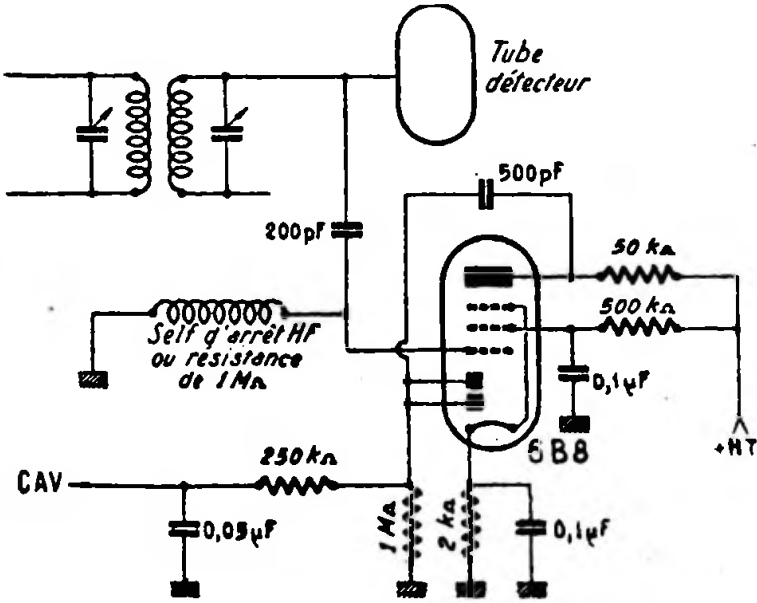 Tube
détecteur
500pF
200pF
50 kΩ
500 kΩ
Self d'arrêt HF
ou résistance
de 1 MΩ
0,1µF
6B8
+HT
250 kΩ
CAV
0,05µF
1 MΩ
2 kΩ
0,1µF